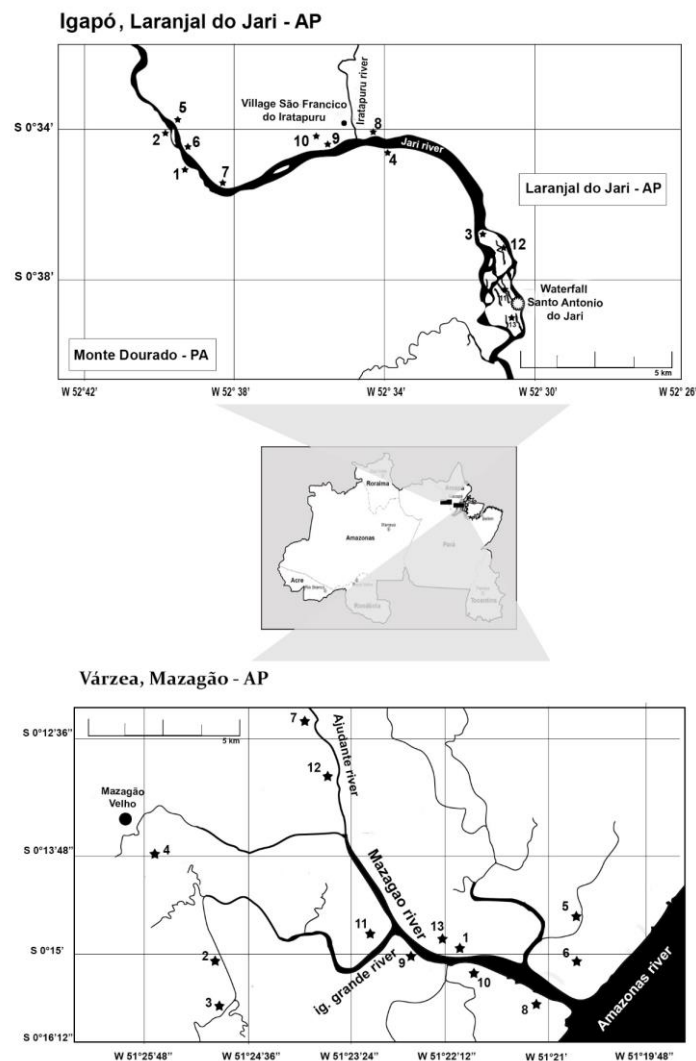 Igapó, Laranjal do Jari - AP
S 0°34'
S 0°38'
5
2
6
1
7
Village São Francico
do Iratapuru
10
9
Iratapuru river
8
4
Jari river
Laranjal do Jari - AP
3
12
11
Waterfall
Santo Antonio
do Jari
13
Monte Dourado - PA
5 km
W 52°42
W 52°38
W 52°34
W 52°30
W 52° 26'
Roraima
Amazonas
Acre
Pará
Rondônia
Tocantins
Várzea, Mazagão - AP
S 0°12'36"
5 km
7
Ajudante river
12
Mazagão
Velho
4
S 0°13'48
Mazagao river
5
11
13
1
S 0°15'
2
ig. grande river
9
10
6
3
8
Amazonas river
S 0°16'12
W 51°25'48"
W 51°24'36"
W 51°23'24"
W 51°22'12"
W 51°21'
W 51°19'48"